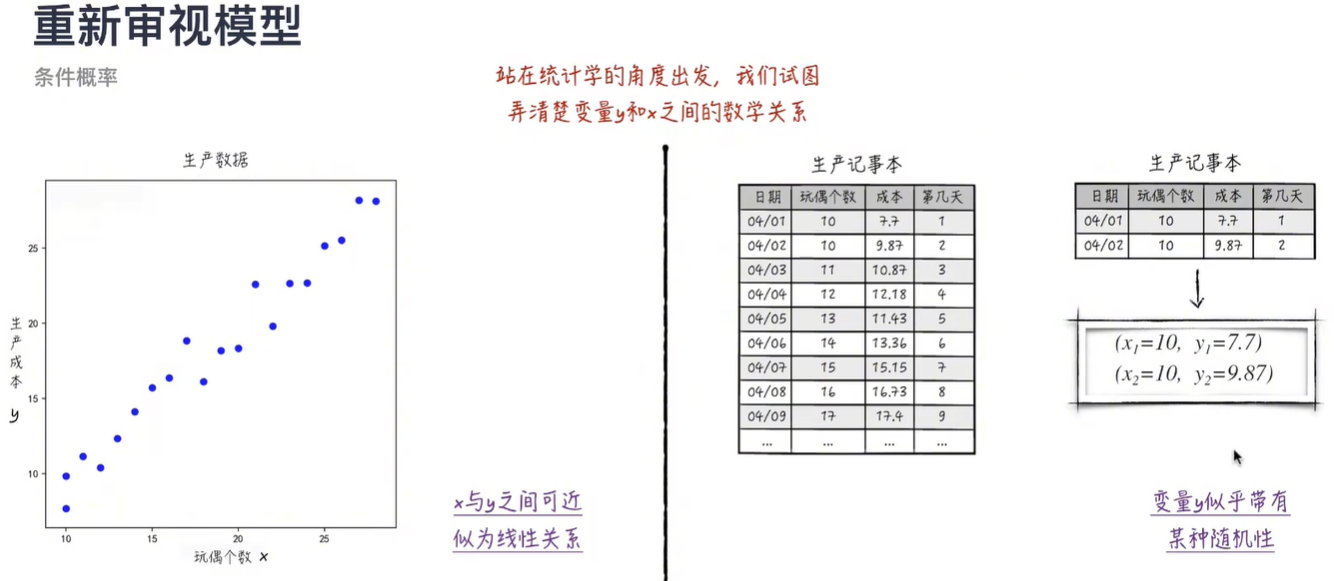 重新审视模型
条件概率
站在统计学的角度出发，我们试图
弄清楚变量y和x之间的数学关系
生产数据
25
20
15
10
生产成本 y
10 15 20 25
玩偶个数 x
x与y之间可近
似为线性关系
生产记事本
日期 玩偶个数 成本 第几天
04/01 10 7.7 1
04/02 10 9.87 2
04/03 11 10.87 3
04/04 12 12.18 4
04/05 13 11.43 5
04/06 14 13.36 6
04/07 15 15.15 7
04/08 16 16.73 8
04/09 17 17.4 9
... ... ... ...
生产记事本
日期 玩偶个数 成本 第几天
04/01 10 7.7 1
04/02 10 9.87 2
(x₁=10, y₁=7.7)
(x₂=10, y₂=9.87)
变量y似乎带有
某种随机性